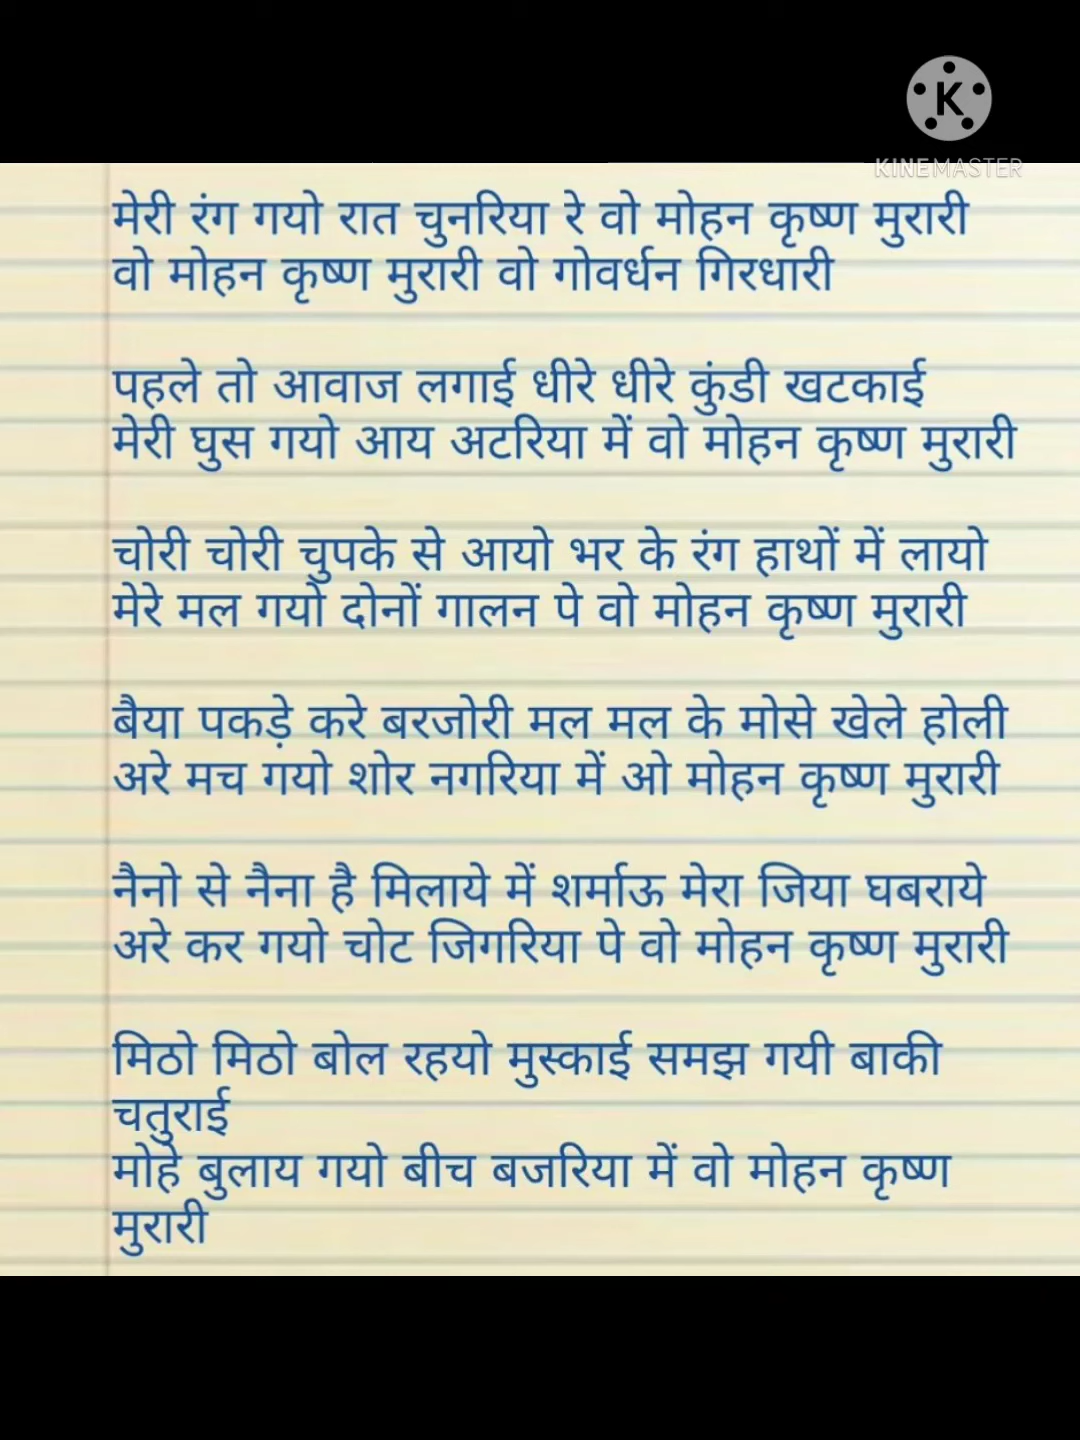 KINEMASTER
मेरी रंग गयो रात चुनरिया रे वो मोहन कृष्ण मुरारी
वो मोहन कृष्ण मुरारी वो गोवर्धन गिरधारी
पहले तो आवाज लगाई धीरे धीरे कुंडी खटकाई
मेरी घुस गयो आय अटरिया में वो मोहन कृष्ण मुरारी
चोरी चोरी चुपके से आयो भर के रंग हाथों में लायो
मेरे मल गयो दोनों गालन पे वो मोहन कृष्ण मुरारी
बैया पकड़े करे बरजोरी मल मल के मोसे खेले होली
अरे मच गयो शोर नगरिया में ओ मोहन कृष्ण मुरारी
नैनो से नैना है मिलाये में शर्माऊ मेरा जिया घबराये
अरे कर गयो चोट जिगरिया पे वो मोहन कृष्ण मुरारी
मिठो मिठो बोल रहयो मुस्काई समझ गयी बाकी
चतुराई
मोहे बुलाय गयो बीच बजरिया में वो मोहन कृष्ण
मुरारी